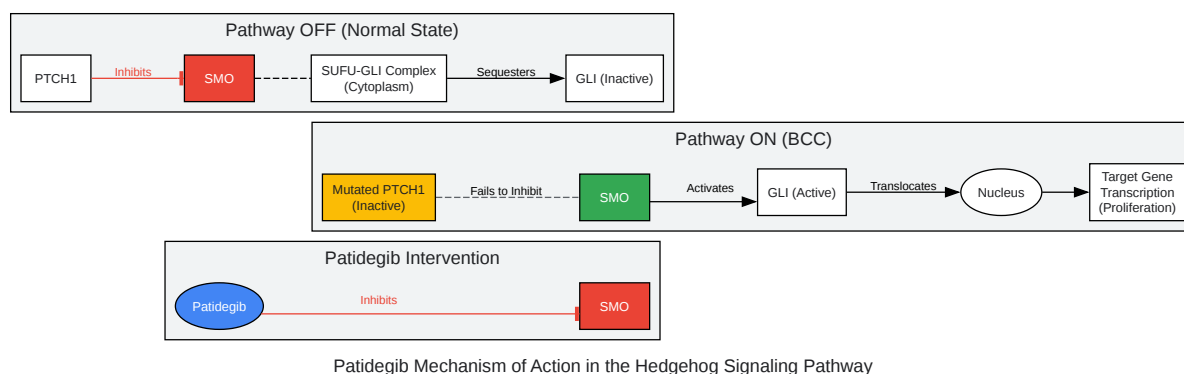 Pathway OFF (Normal State)
PTCH1
Inhibits
SMO
SUFU-GLI Complex
(Cytoplasm)
Sequesters
GLI (Inactive)
Pathway ON (BCC)
Mutated PTCH1
(Inactive)
Fails to Inhibit
SMO
Activates
GLI (Active)
Translocates
Nucleus
Target Gene
Transcription
(Proliferation)
Patidegib Intervention
Patidegib
Inhibits
SMO
Patidegib Mechanism of Action in the Hedgehog Signaling Pathway